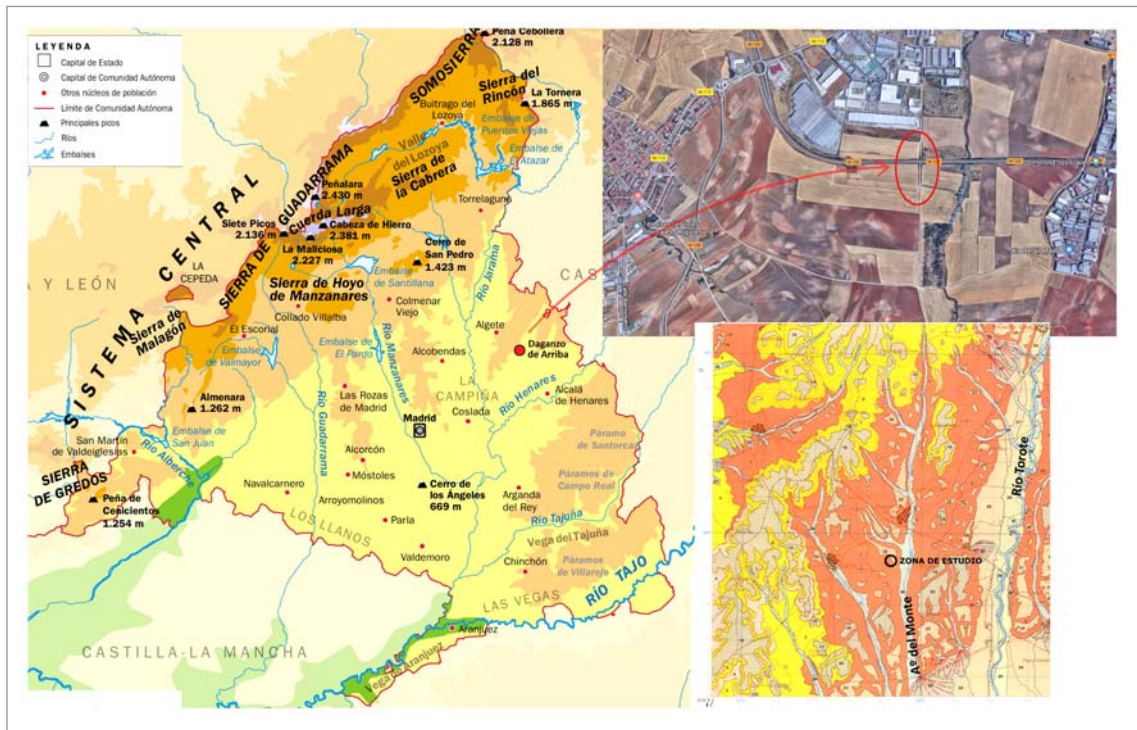 LEYENDA
Capital de Estado
Capital de Comunidad Autónoma
Otros núcleos de población
Límite de Comunidad Autónoma
Principales picos
Ríos
Embalses
Peña Cebollera
2.128 m
SOMOSIERRA
Sierra del
Rincón
La Tornera
1.865 m
Buitrago del
Lozoya
Embalse de
Puentes Viejas
Embalse de
El Atazar
Valle
del Lozoya
Sierra de
la Cabrera
SISTEMA CENTRAL
SIERRA DE GUADARRAMA
Peñalara
2.430 m
Cuerda Larga
Siete Picos
2.136 m
Cabeza de Hierro
2.381 m
La Maliciosa
2.227 m
Torrelaguna
Cerro de
San Pedro
1.423 m
Río Jarama
LA
CEPEDA
A Y LEÓN
CAS
Embalse
de Santillana
Sierra de Hoyo
de Manzanares
Sierra de
Malagón
Collado Villalba
Colmenar
Viejo
El Escorial
Embalse
de Valmayor
Embalse de
El Pardo
Río Manzanares
Algete
Daganzo
de Arriba
Alcobendas
LA
CAMPIÑA
Río Henares
Alcalá
de Henares
Almenara
1.262 m
Las Rozas
de Madrid
Río Guadarrama
Madrid
Coslada
Embalse
de San Juan
San Martín
de Valdeiglesias
Río Alberche
Páramo
de Santorcaz
Alcorcón
Móstoles
SIERRA
DE GREDOS
Navalcarnero
Arroyomolinos
Cerro de
los Ángeles
669 m
Páramos de
Campo Real
Arganda
del Rey
Peña de
Cenicientos
1.254 m
LOS LLANOS
Parla
Río Tajuña
Vega del Tajuña
Valdemoro
Chinchón
Páramos
de Villarejo
LAS VEGAS
RÍO TAJO
Aranjuez
CASTILLA-LA MANCHA
Vega de Aranjuez
M-113
M-100
Río Torote
ZONA DE ESTUDIO
Aº del Monte